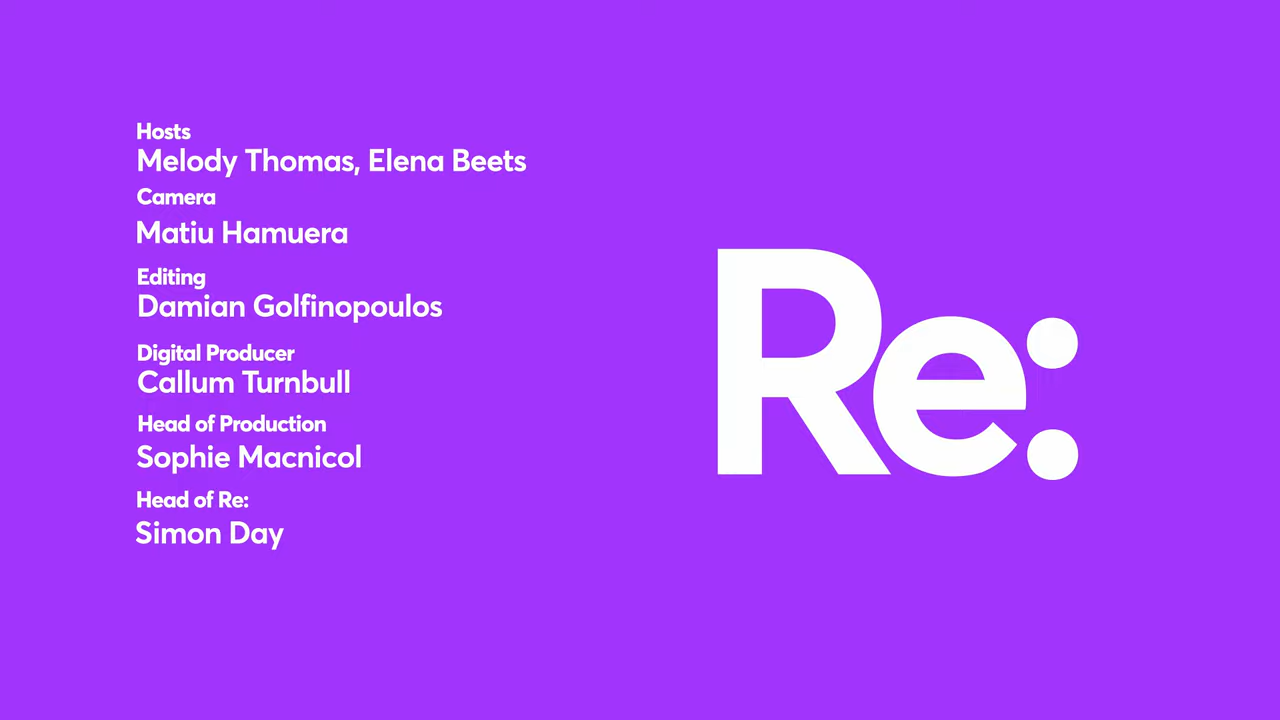 Hosts
Melody Thomas, Elena Beets
Camera
Matiu Hamuera
Editing
Damian Golfinopoulos
Digital Producer
Callum Turnbull
Head of Production
Sophie Macnicol
Head of Re:
Simon Day
Re: